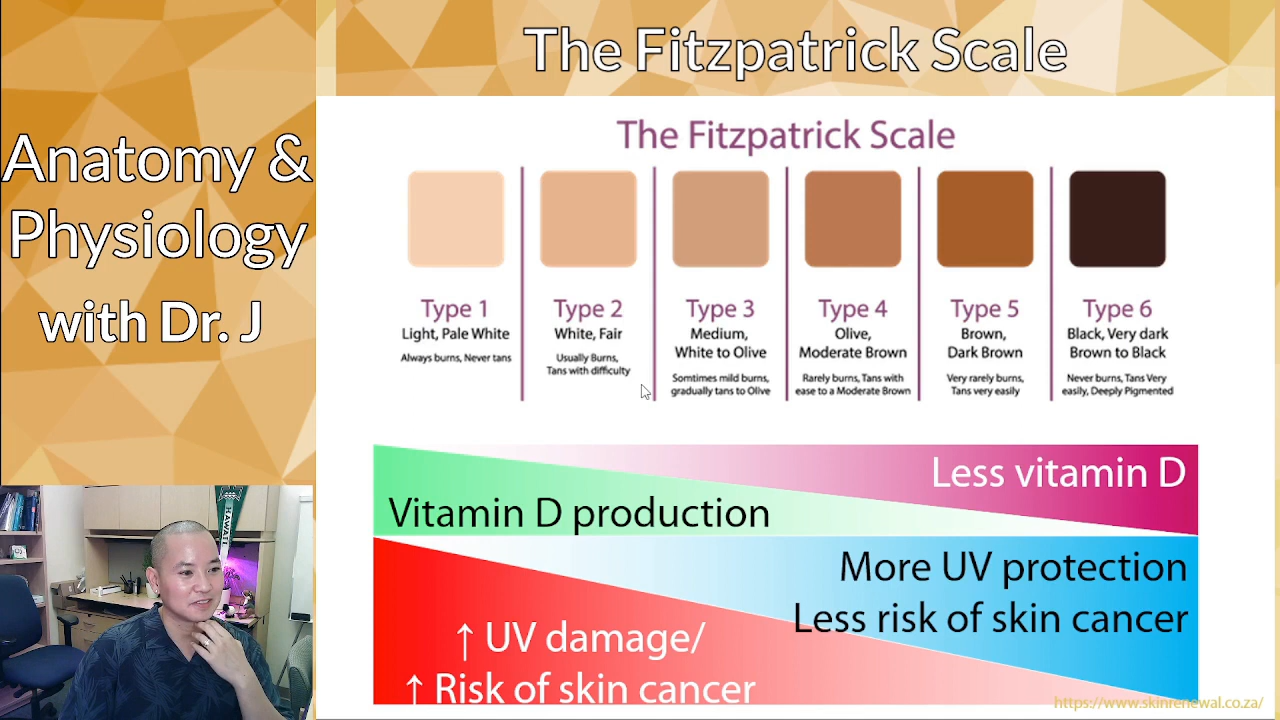 The Fitzpatrick Scale
Anatomy &
Physiology
with Dr. J
The Fitzpatrick Scale
Type 1
Light, Pale White
Always burns, Never tans
Type 2
White, Fair
Usually Burns,
Tans with difficulty
Type 3
Medium,
White to Olive
Somtimes mild burns,
gradually tans to Olive
Type 4
Olive,
Moderate Brown
Rarely burns, Tans with
ease to a Moderate Brown
Type 5
Brown,
Dark Brown
Very rarely burns,
Tans very easily
Type 6
Black, Very dark
Brown to Black
Never burns, Tans Very
easily, Deeply Pigmented
Less vitamin D
Vitamin D production
More UV protection
Less risk of skin cancer
↑ UV damage/
↑ Risk of skin cancer
https://www.skinrenewal.co.za/
HAWAI'I